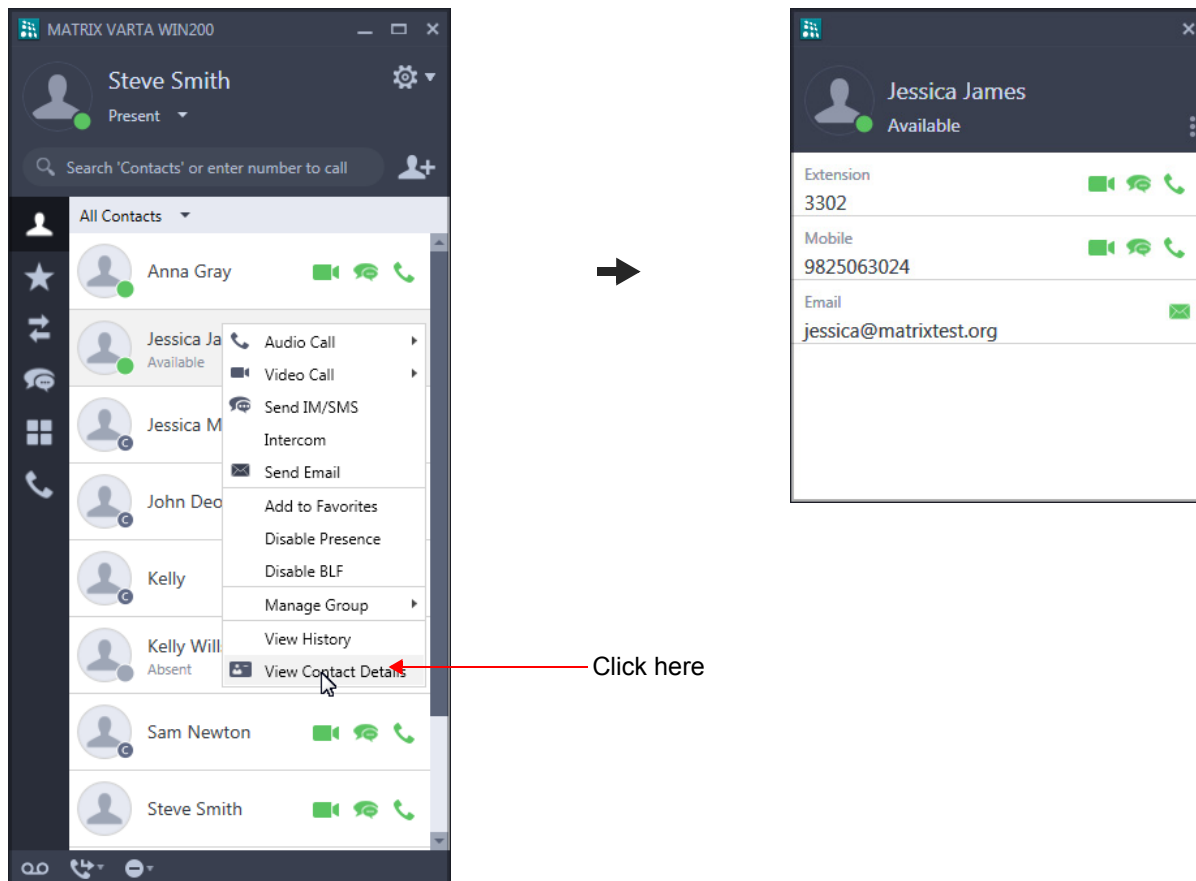 MATRIX VARTA WIN200
Steve Smith
Present
Search 'Contacts' or enter number to call
All Contacts
Anna Gray
Jessica Ja
Available
Jessica M
C
John Deo
C
Kelly
C
Kelly Will
Absent
Sam Newton
C
Steve Smith
Audio Call
Video Call
Send IM/SMS
Intercom
Send Email
Add to Favorites
Disable Presence
Disable BLF
Manage Group
View History
View Contact Details
Click here
Jessica James
Available
Extension
3302
Mobile
9825063024
Email
jessica@matrixtest.org